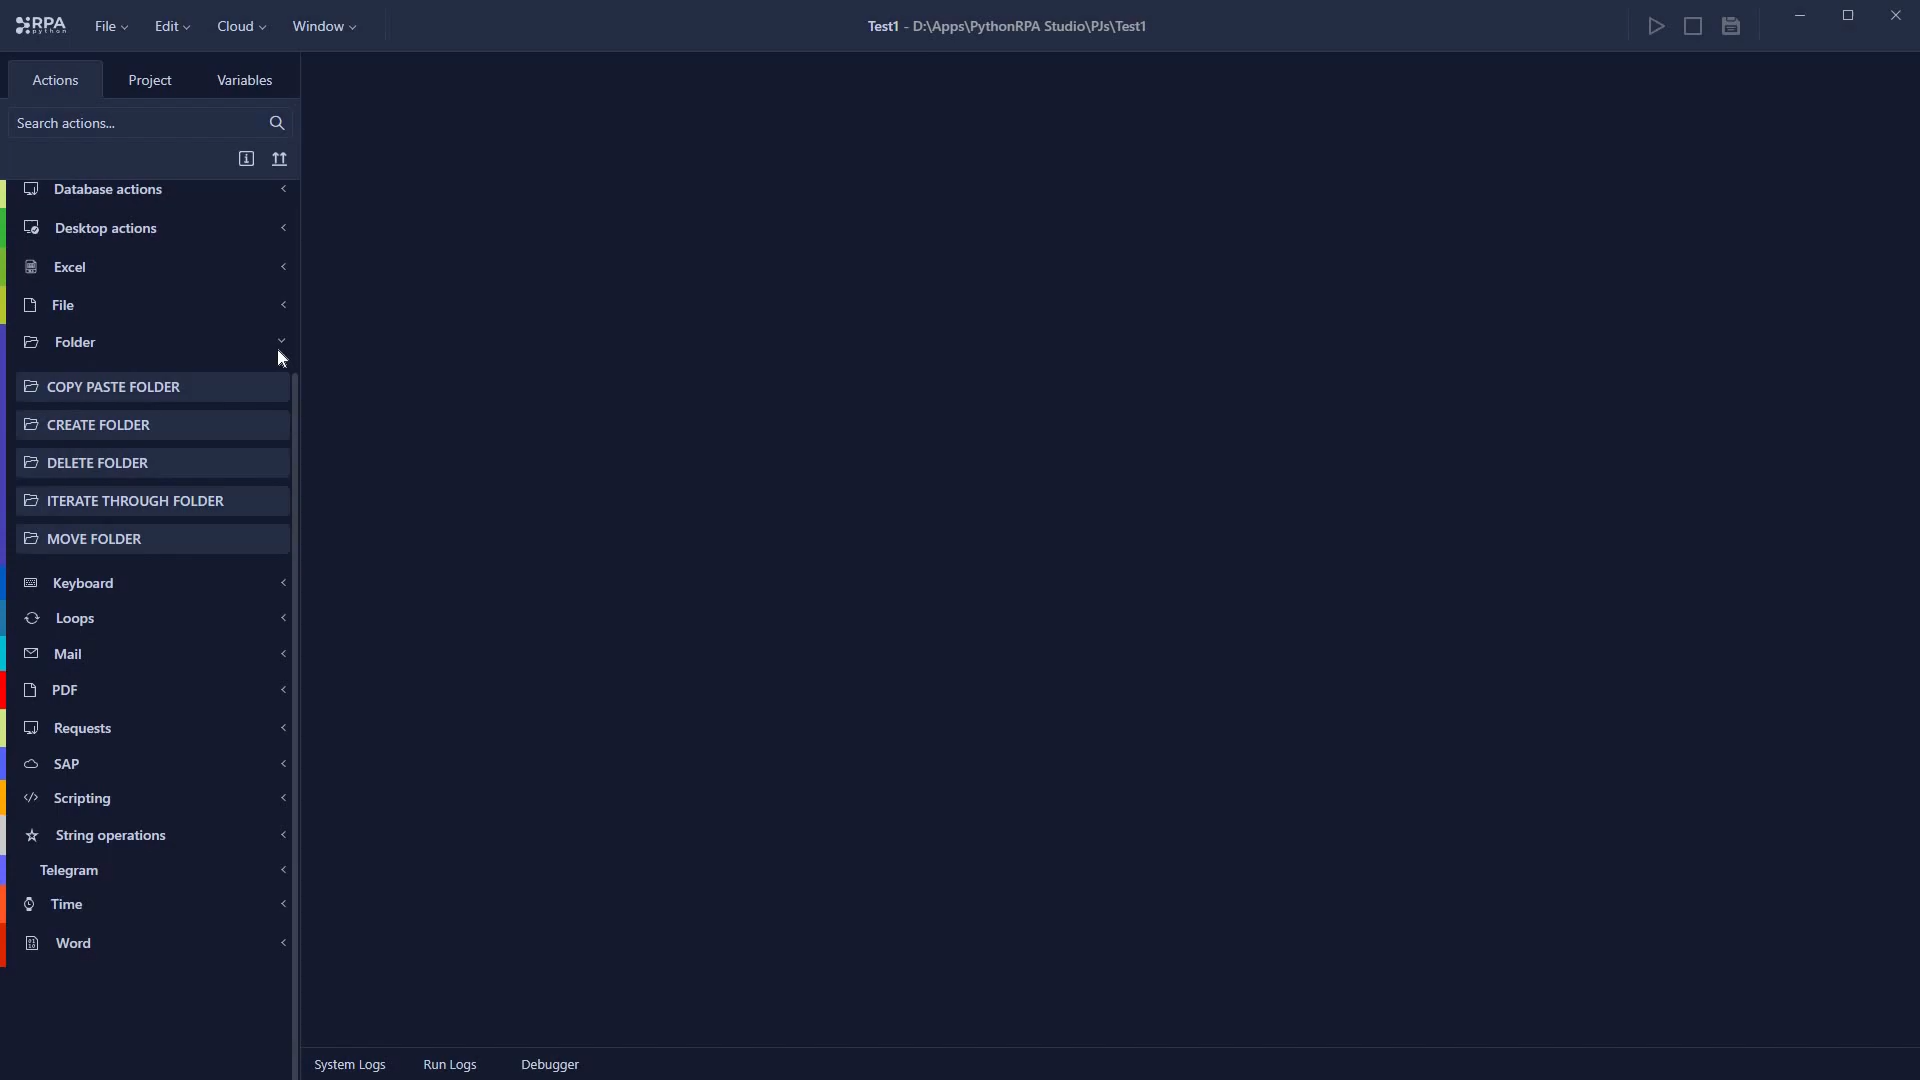 RPA
python
File
Edit
Cloud
Window
Test1 - D:\Apps\PythonRPA Studio\PJs\Test1
Actions
Project
Variables
Search actions...
Database actions
Desktop actions
Excel
File
Folder
COPY PASTE FOLDER
CREATE FOLDER
DELETE FOLDER
ITERATE THROUGH FOLDER
MOVE FOLDER
Keyboard
Loops
Mail
PDF
Requests
SAP
Scripting
String operations
Telegram
Time
Word
System Logs
Run Logs
Debugger